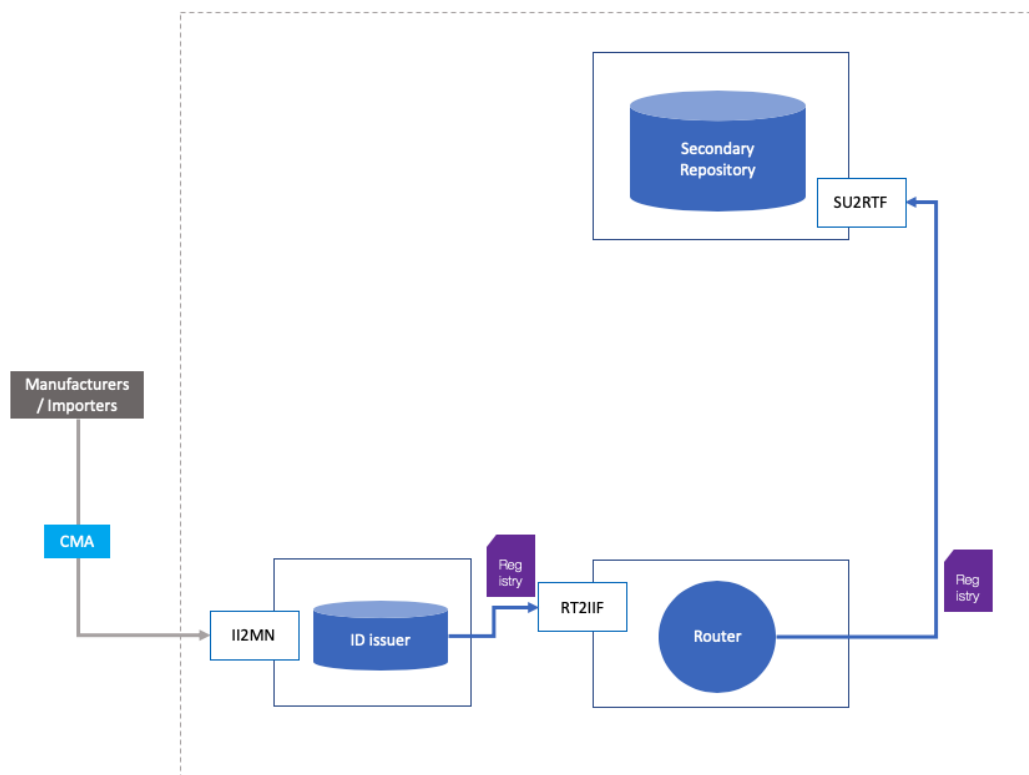 Secondary
Repository
SU2RTF
Manufacturers
/ Importers
CMA
Reg
istry
Reg
istry
RT2IIF
II2MN
ID issuer
Router